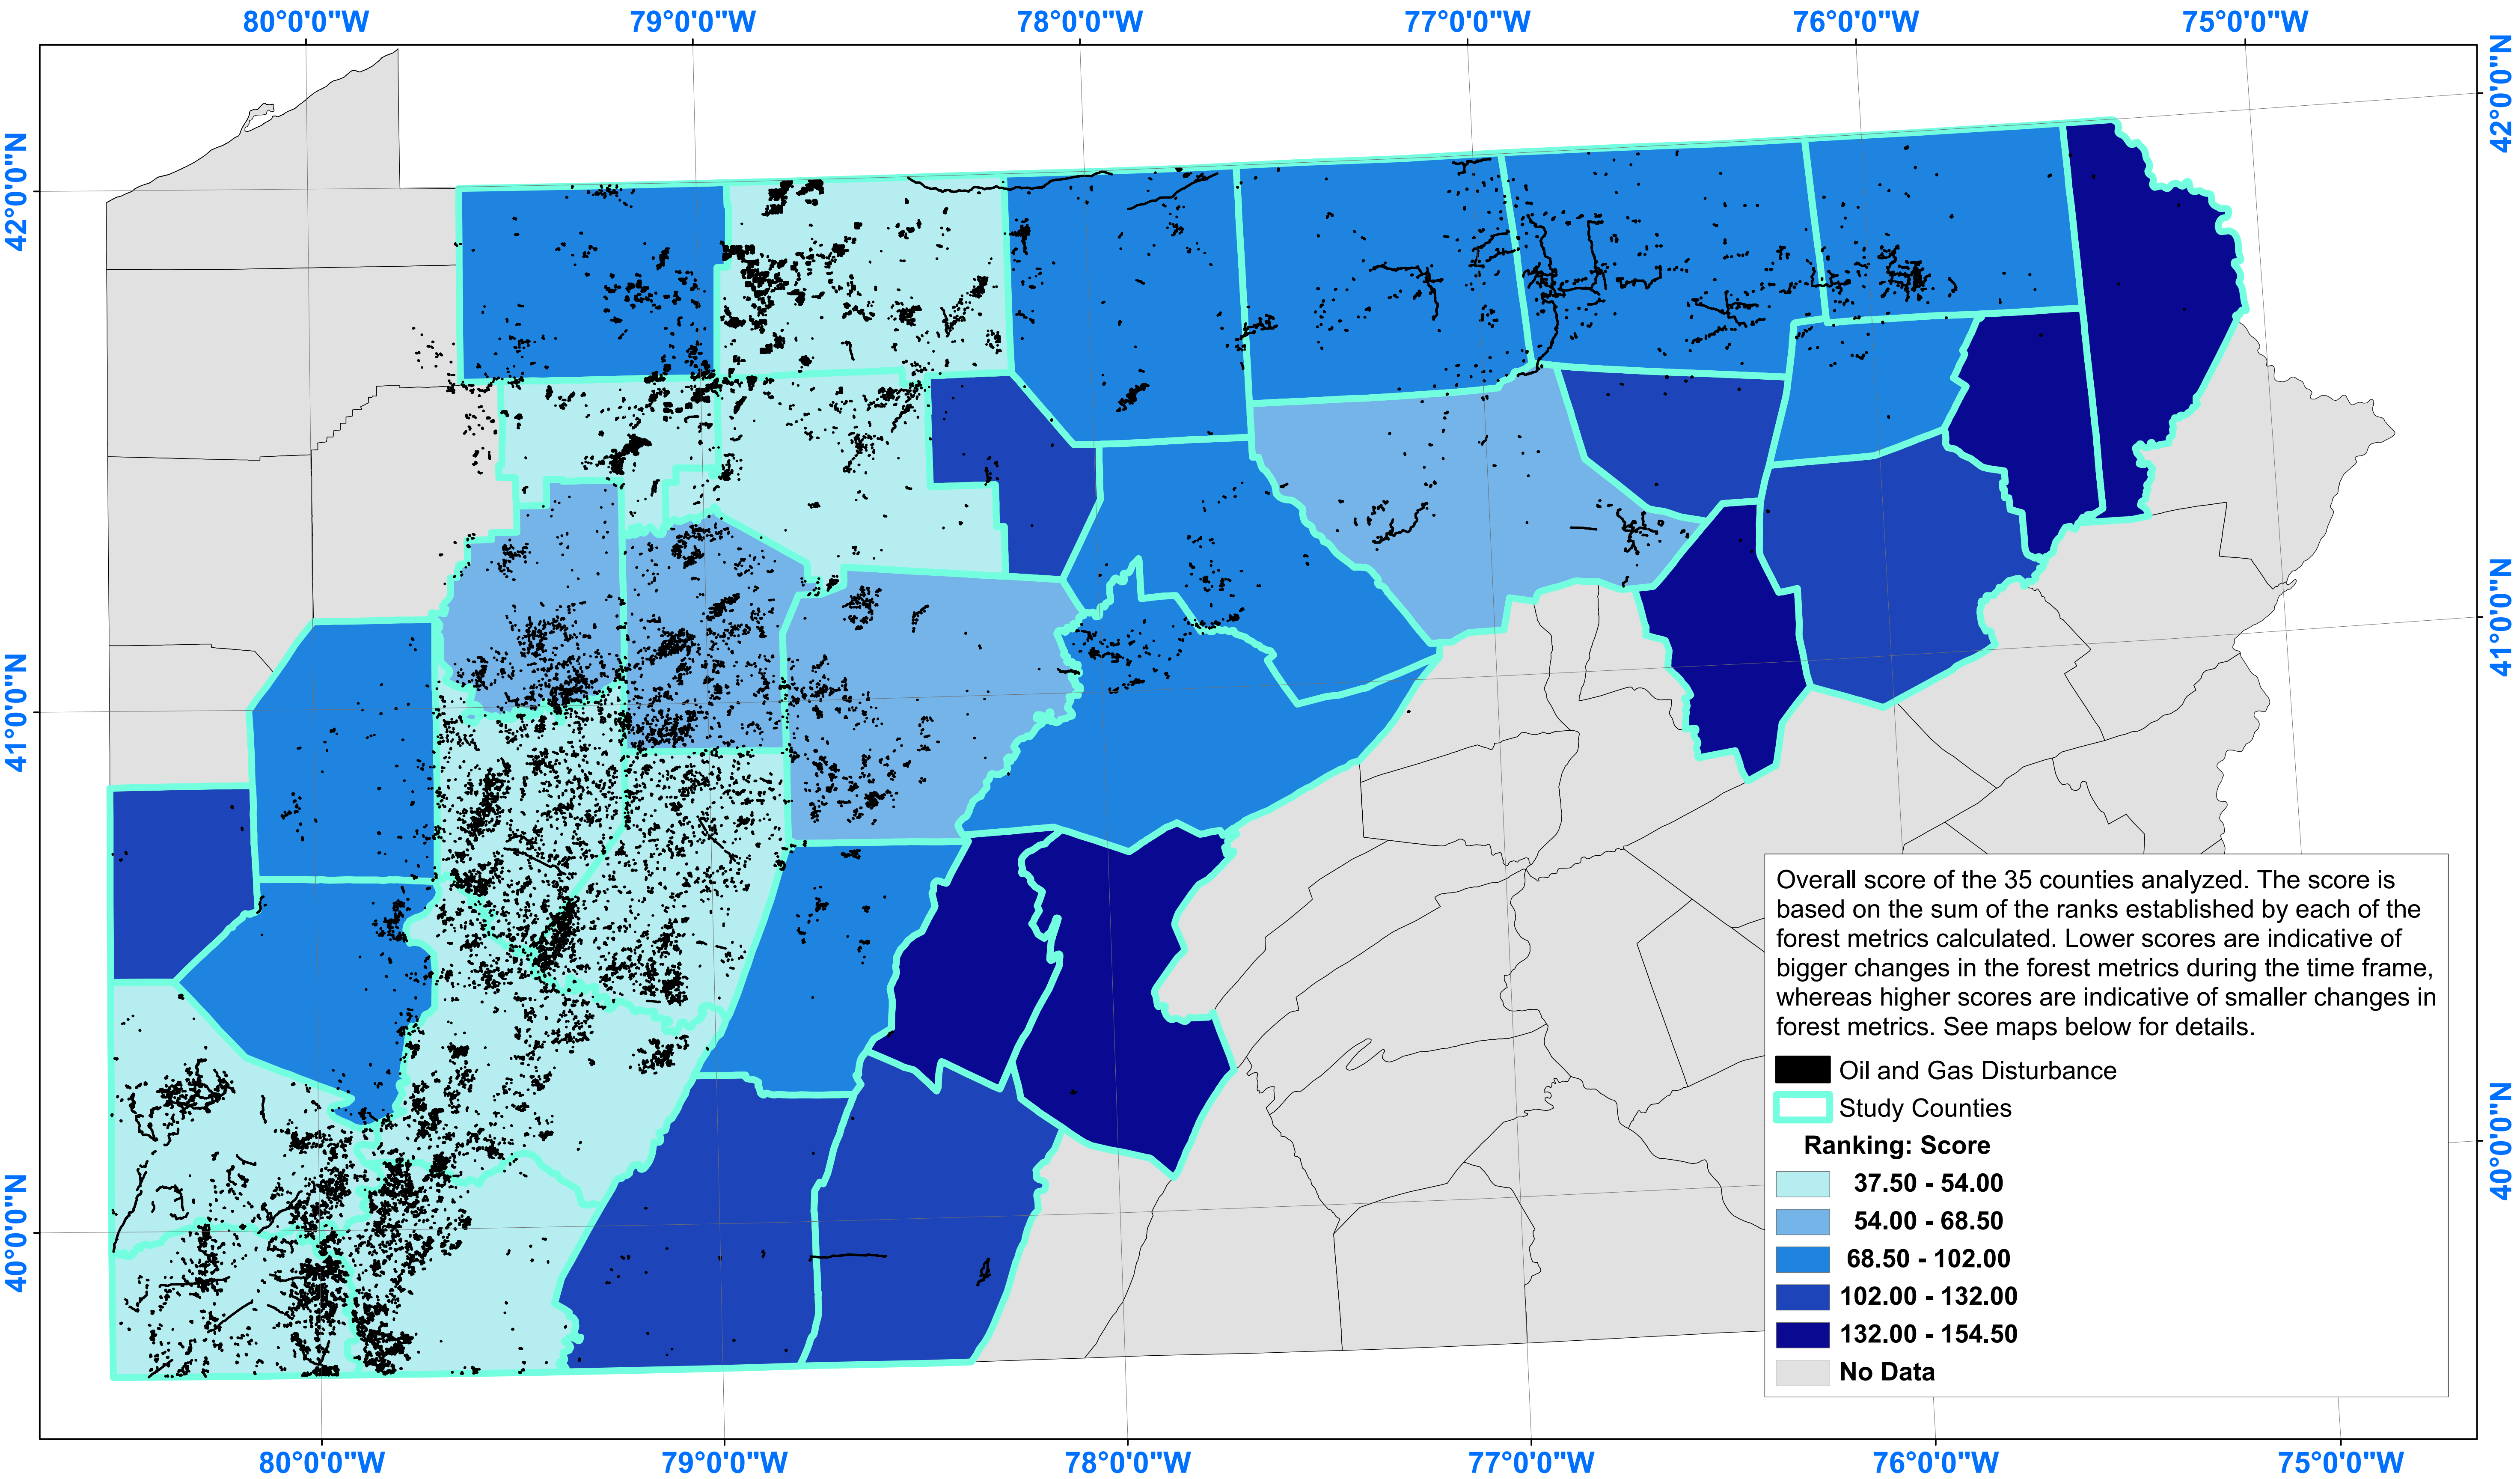 80°0'0"W 79°0'0"W 78°0'0"W 77°0'0"W 76°0'0"W 75°0'0"W
42°0'0"N
42°0'0"N
41°0'0"N
41°0'0"N
Overall score of the 35 counties analyzed. The score is
based on the sum of the ranks established by each of the
forest metrics calculated. Lower scores are indicative of
bigger changes in the forest metrics during the time frame,
whereas higher scores are indicative of smaller changes in
forest metrics. See maps below for details.
Oil and Gas Disturbance
Study Counties
Ranking: Score
37.50 - 54.00
54.00 - 68.50
68.50 - 102.00
102.00 - 132.00
132.00 - 154.50
No Data
40°0'0"N
40°0'0"N
80°0'0"W 79°0'0"W 78°0'0"W 77°0'0"W 76°0'0"W 75°0'0"W